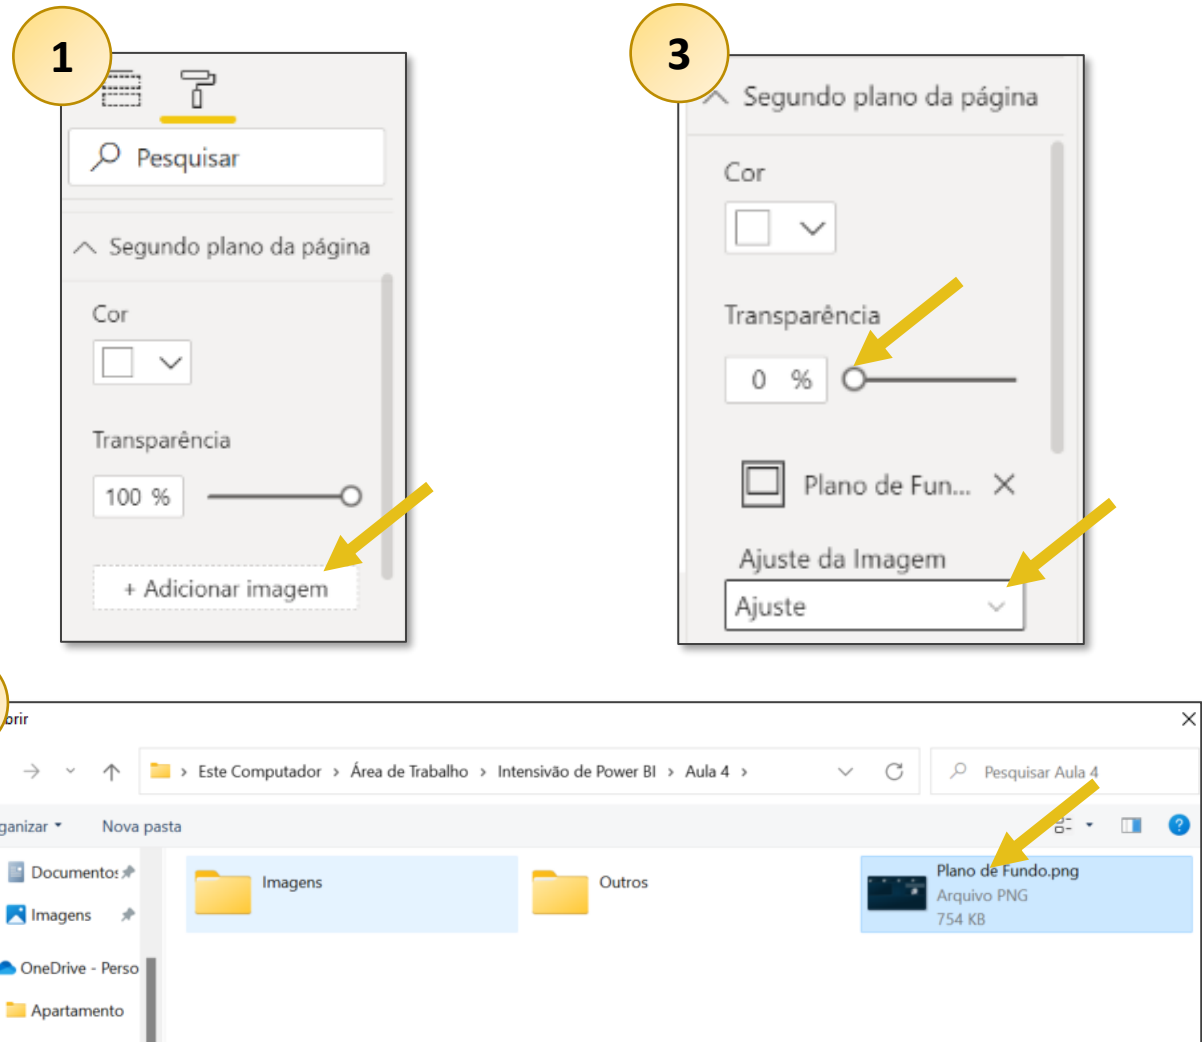 1
Pesquisar
Segundo plano da página
Cor
Transparência
100 %
+ Adicionar imagem
3
Segundo plano da página
Cor
Transparência
0 %
Plano de Fun...
Ajuste da Imagem
Ajuste
brir
Este Computador > Área de Trabalho > Intensivão de Power BI > Aula 4 >
Pesquisar Aula 4
ganizar
Nova pasta
Documentos
Imagens
OneDrive - Perso
Apartamento
Imagens
Outros
Plano de Fundo.png
Arquivo PNG
754 KB